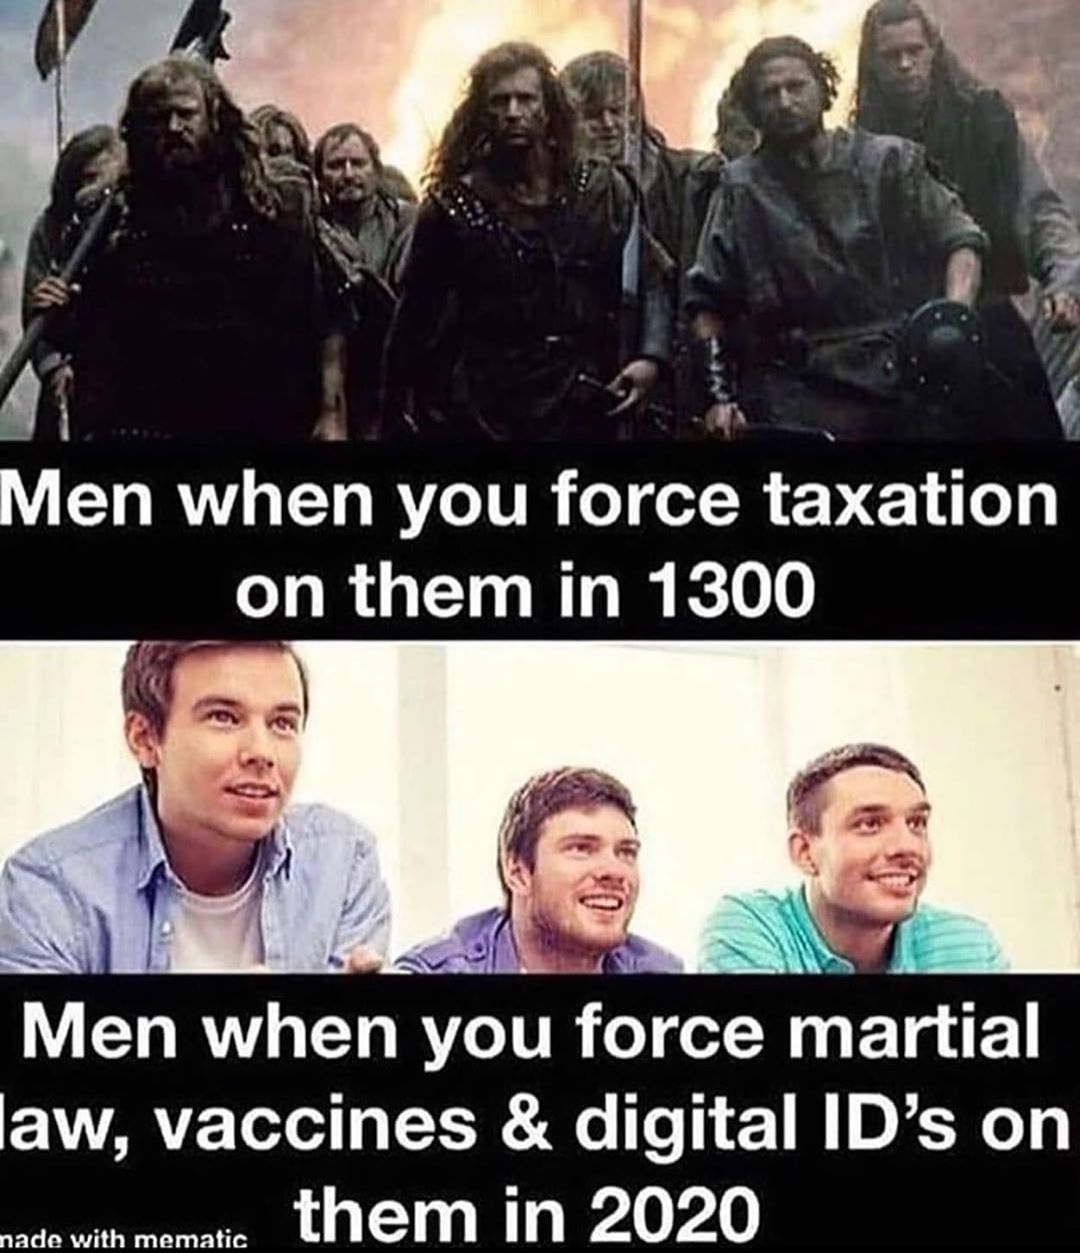 Men when you force taxation
on them in 1300
Men when you force martial
law, vaccines & digital ID’s on
them in 2020
made with mematic